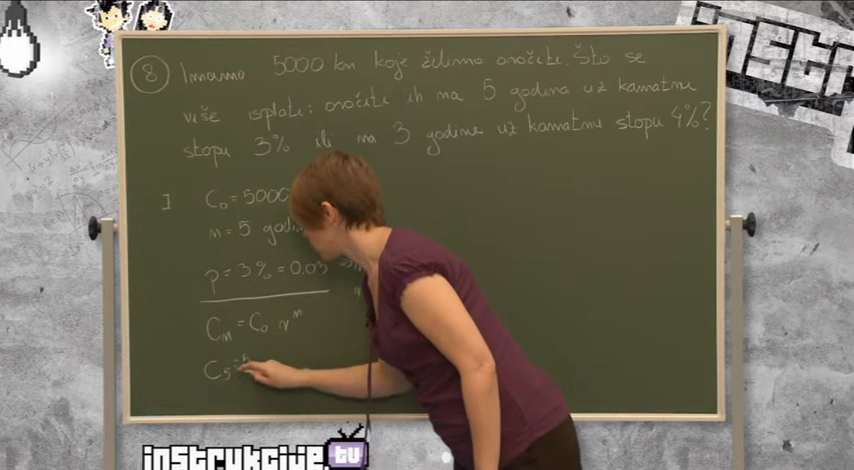 8 Imamo 5000 kn koje želimo oročiti. Što se
više isplati: oročiti ih na 5 godina uz kamatnu
stopu 3% ili na 3 godine uz kamatnu stopu 4%?
I C₀ = 5000
n = 5
p = 3% = 0.03
Cₙ = C₀ rⁿ
C₅ =
instrukcije tv